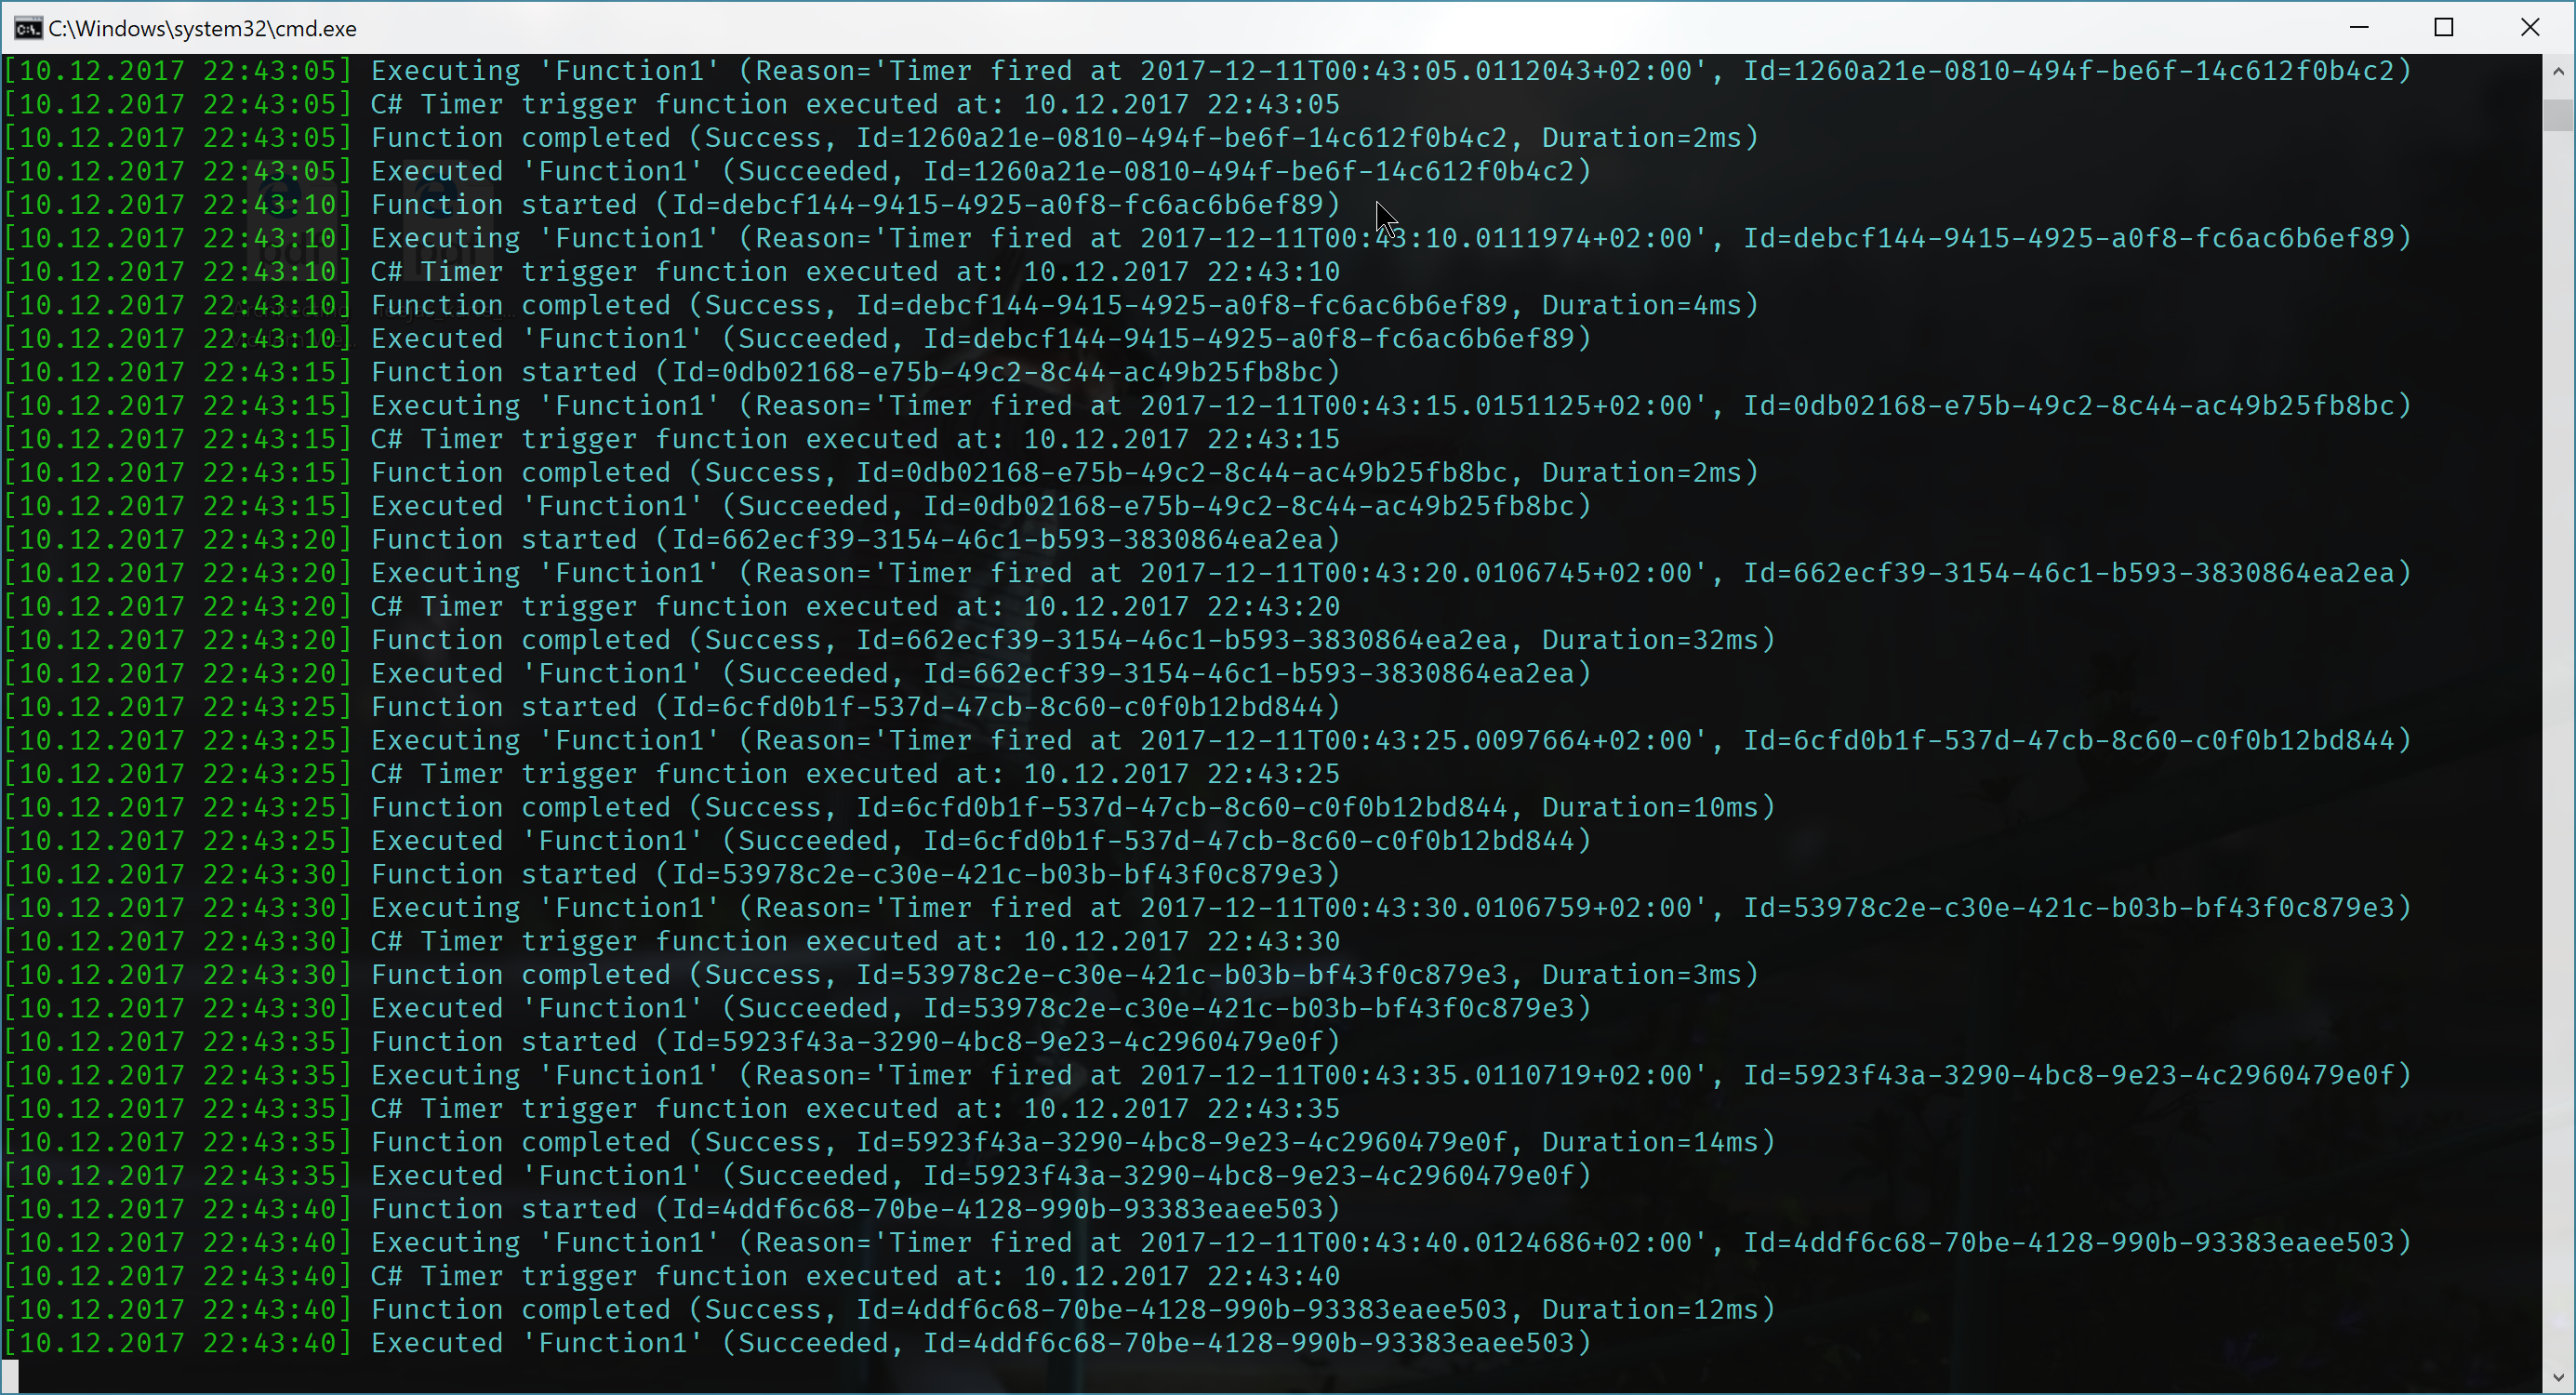 C:\Windows\system32\cmd.exe
[10.12.2017 22:43:05] Executing 'Function1' (Reason='Timer fired at 2017-12-11T00:43:05.0112043+02:00', Id=1260a21e-0810-494f-be6f-14c612f0b4c2)
[10.12.2017 22:43:05] C# Timer trigger function executed at: 10.12.2017 22:43:05
[10.12.2017 22:43:05] Function completed (Success, Id=1260a21e-0810-494f-be6f-14c612f0b4c2, Duration=2ms)
[10.12.2017 22:43:05] Executed 'Function1' (Succeeded, Id=1260a21e-0810-494f-be6f-14c612f0b4c2)
[10.12.2017 22:43:10] Function started (Id=debcf144-9415-4925-a0f8-fc6ac6b6ef89)
[10.12.2017 22:43:10] Executing 'Function1' (Reason='Timer fired at 2017-12-11T00:43:10.0111974+02:00', Id=debcf144-9415-4925-a0f8-fc6ac6b6ef89)
[10.12.2017 22:43:10] C# Timer trigger function executed at: 10.12.2017 22:43:10
[10.12.2017 22:43:10] Function completed (Success, Id=debcf144-9415-4925-a0f8-fc6ac6b6ef89, Duration=4ms)
[10.12.2017 22:43:10] Executed 'Function1' (Succeeded, Id=debcf144-9415-4925-a0f8-fc6ac6b6ef89)
[10.12.2017 22:43:15] Function started (Id=0db02168-e75b-49c2-8c44-ac49b25fb8bc)
[10.12.2017 22:43:15] Executing 'Function1' (Reason='Timer fired at 2017-12-11T00:43:15.0151125+02:00', Id=0db02168-e75b-49c2-8c44-ac49b25fb8bc)
[10.12.2017 22:43:15] C# Timer trigger function executed at: 10.12.2017 22:43:15
[10.12.2017 22:43:15] Function completed (Success, Id=0db02168-e75b-49c2-8c44-ac49b25fb8bc, Duration=2ms)
[10.12.2017 22:43:15] Executed 'Function1' (Succeeded, Id=0db02168-e75b-49c2-8c44-ac49b25fb8bc)
[10.12.2017 22:43:20] Function started (Id=662ecf39-3154-46c1-b593-3830864ea2ea)
[10.12.2017 22:43:20] Executing 'Function1' (Reason='Timer fired at 2017-12-11T00:43:20.0106745+02:00', Id=662ecf39-3154-46c1-b593-3830864ea2ea)
[10.12.2017 22:43:20] C# Timer trigger function executed at: 10.12.2017 22:43:20
[10.12.2017 22:43:20] Function completed (Success, Id=662ecf39-3154-46c1-b593-3830864ea2ea, Duration=32ms)
[10.12.2017 22:43:20] Executed 'Function1' (Succeeded, Id=662ecf39-3154-46c1-b593-3830864ea2ea)
[10.12.2017 22:43:25] Function started (Id=6cfd0b1f-537d-47cb-8c60-c0f0b12bd844)
[10.12.2017 22:43:25] Executing 'Function1' (Reason='Timer fired at 2017-12-11T00:43:25.0097664+02:00', Id=6cfd0b1f-537d-47cb-8c60-c0f0b12bd844)
[10.12.2017 22:43:25] C# Timer trigger function executed at: 10.12.2017 22:43:25
[10.12.2017 22:43:25] Function completed (Success, Id=6cfd0b1f-537d-47cb-8c60-c0f0b12bd844, Duration=10ms)
[10.12.2017 22:43:25] Executed 'Function1' (Succeeded, Id=6cfd0b1f-537d-47cb-8c60-c0f0b12bd844)
[10.12.2017 22:43:30] Function started (Id=53978c2e-c30e-421c-b03b-bf43f0c879e3)
[10.12.2017 22:43:30] Executing 'Function1' (Reason='Timer fired at 2017-12-11T00:43:30.0106759+02:00', Id=53978c2e-c30e-421c-b03b-bf43f0c879e3)
[10.12.2017 22:43:30] C# Timer trigger function executed at: 10.12.2017 22:43:30
[10.12.2017 22:43:30] Function completed (Success, Id=53978c2e-c30e-421c-b03b-bf43f0c879e3, Duration=3ms)
[10.12.2017 22:43:30] Executed 'Function1' (Succeeded, Id=53978c2e-c30e-421c-b03b-bf43f0c879e3)
[10.12.2017 22:43:35] Function started (Id=5923f43a-3290-4bc8-9e23-4c2960479e0f)
[10.12.2017 22:43:35] Executing 'Function1' (Reason='Timer fired at 2017-12-11T00:43:35.0110719+02:00', Id=5923f43a-3290-4bc8-9e23-4c2960479e0f)
[10.12.2017 22:43:35] C# Timer trigger function executed at: 10.12.2017 22:43:35
[10.12.2017 22:43:35] Function completed (Success, Id=5923f43a-3290-4bc8-9e23-4c2960479e0f, Duration=14ms)
[10.12.2017 22:43:35] Executed 'Function1' (Succeeded, Id=5923f43a-3290-4bc8-9e23-4c2960479e0f)
[10.12.2017 22:43:40] Function started (Id=4ddf6c68-70be-4128-990b-93383eaee503)
[10.12.2017 22:43:40] Executing 'Function1' (Reason='Timer fired at 2017-12-11T00:43:40.0124686+02:00', Id=4ddf6c68-70be-4128-990b-93383eaee503)
[10.12.2017 22:43:40] C# Timer trigger function executed at: 10.12.2017 22:43:40
[10.12.2017 22:43:40] Function completed (Success, Id=4ddf6c68-70be-4128-990b-93383eaee503, Duration=12ms)
[10.12.2017 22:43:40] Executed 'Function1' (Succeeded, Id=4ddf6c68-70be-4128-990b-93383eaee503)